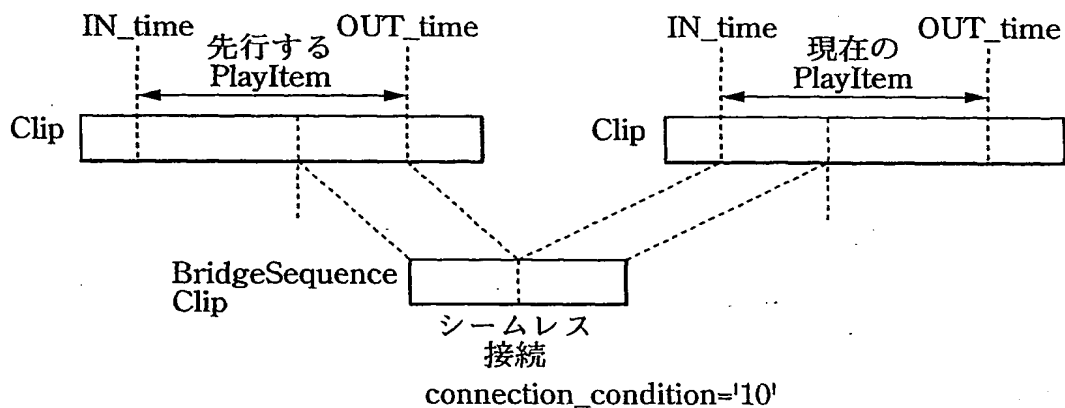 IN_time
先行する
PlayItem
OUT_time
IN_time
現在の
PlayItem
OUT_time
Clip
Clip
BridgeSequence
Clip
シームレス
接続
connection_condition='10'